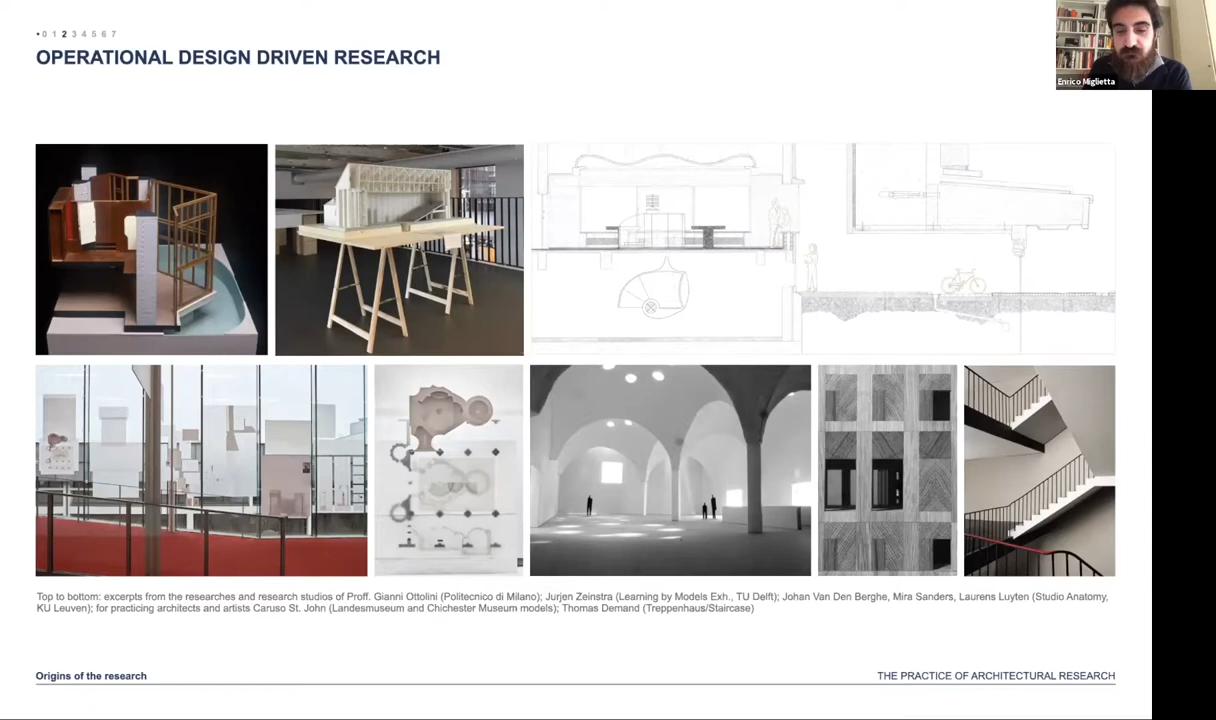 •0 1 2 3 4 5 6 7
OPERATIONAL DESIGN DRIVEN RESEARCH
Enrico Miglietta
Top to bottom: excerpts from the researches and research studios of Proff. Gianni Ottolini (Politecnico di Milano); Jurjen Zeinstra (Learning by Models Exh., TU Delft); Johan Van Den Berghe, Mira Sanders, Laurens Luyten (Studio Anatomy,
KU Leuven); for practicing architects and artists Caruso St. John (Landesmuseum and Chichester Museum models); Thomas Demand (Treppenhaus/Staircase)
Origins of the research
THE PRACTICE OF ARCHITECTURAL RESEARCH